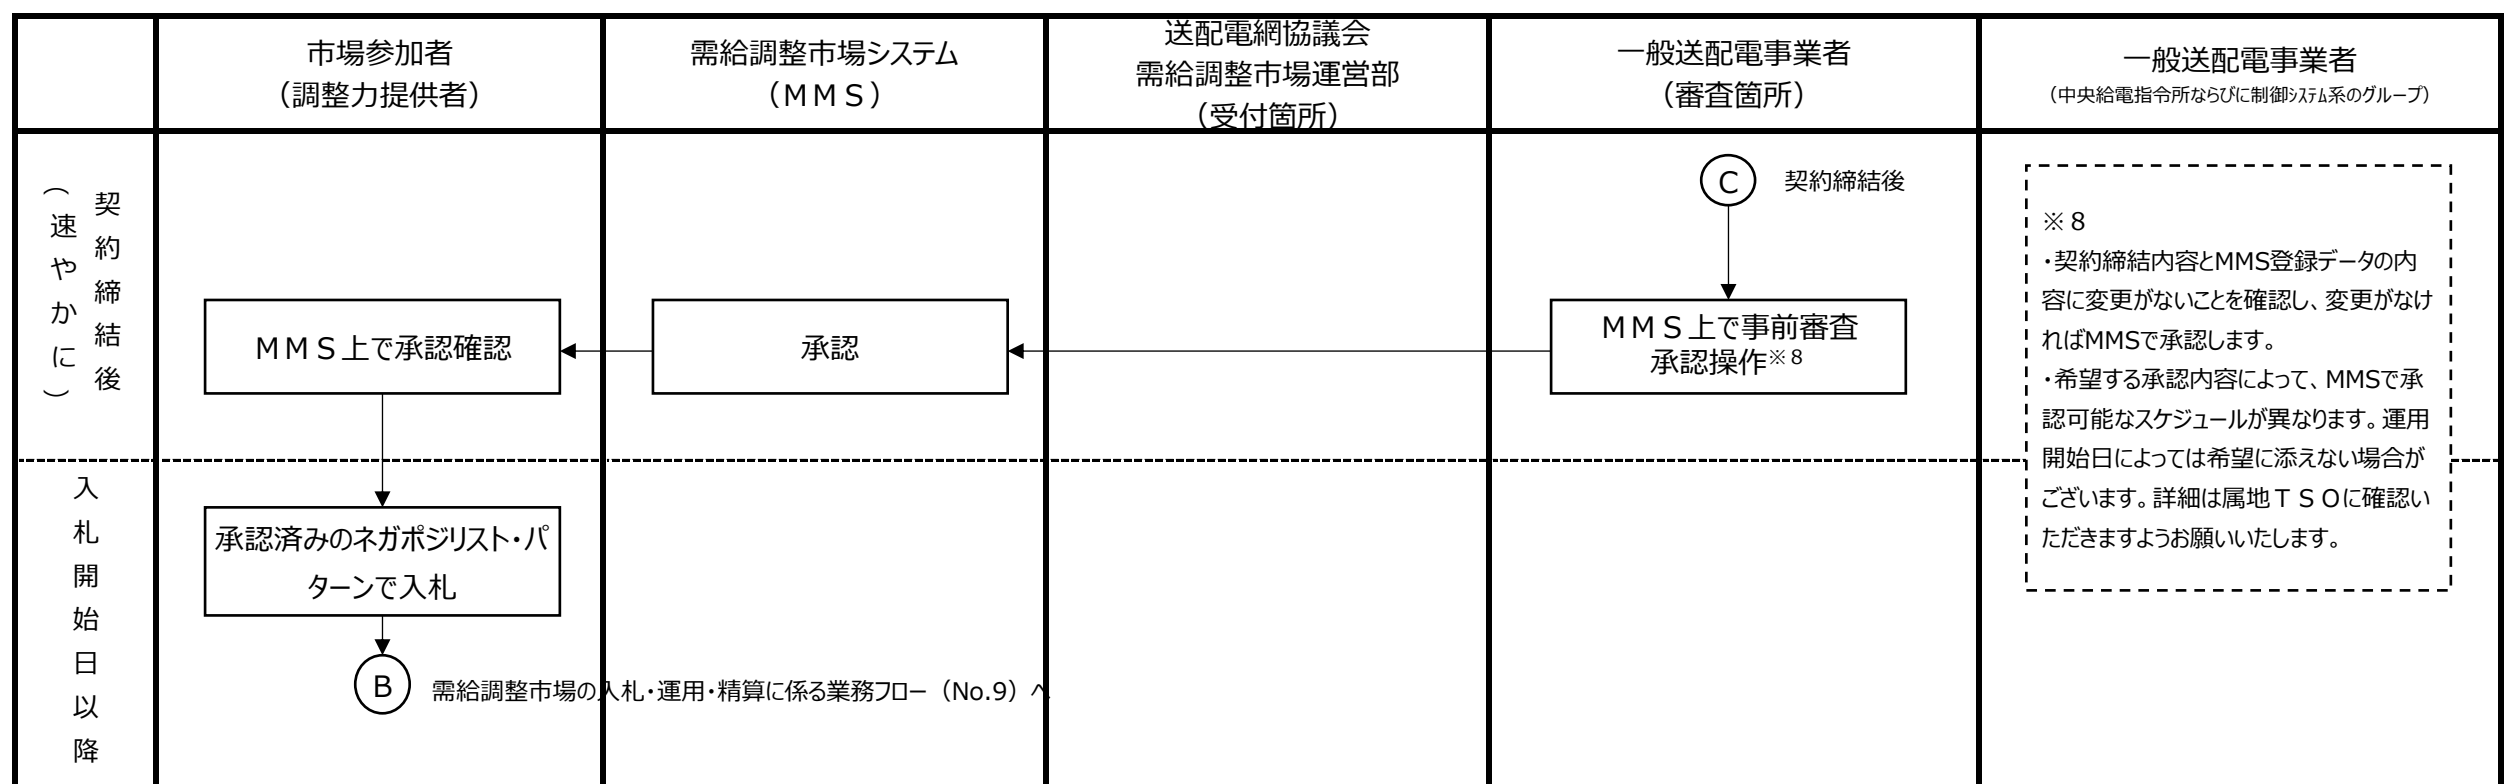 市場参加者
（調整力提供者）
需給調整市場システム
（ＭＭＳ）
送配電網協議会
需給調整市場運営部
（受付箇所）
一般送配電事業者
（審査箇所）
一般送配電事業者
（中央給電指令所ならびに制御ｼｽﾃﾑ系のグループ）
契約締結後
（速やかに）
C
契約締結後
ＭＭＳ上で事前審査
承認操作※８
承認
ＭＭＳ上で承認確認
※８
・契約締結内容とMMS登録データの内
容に変更がないことを確認し、変更がなけ
ればMMSで承認します。
・希望する承認内容によって、MMSで承
認可能なスケジュールが異なります。運用
開始日によっては希望に添えない場合が
ございます。詳細は属地ＴＳＯに確認い
ただきますようお願いいたします。
入札開始日以降
承認済みのネガポジリスト・パ
ターンで入札
B
需給調整市場の入札・運用・精算に係る業務フロー（No.9）へ